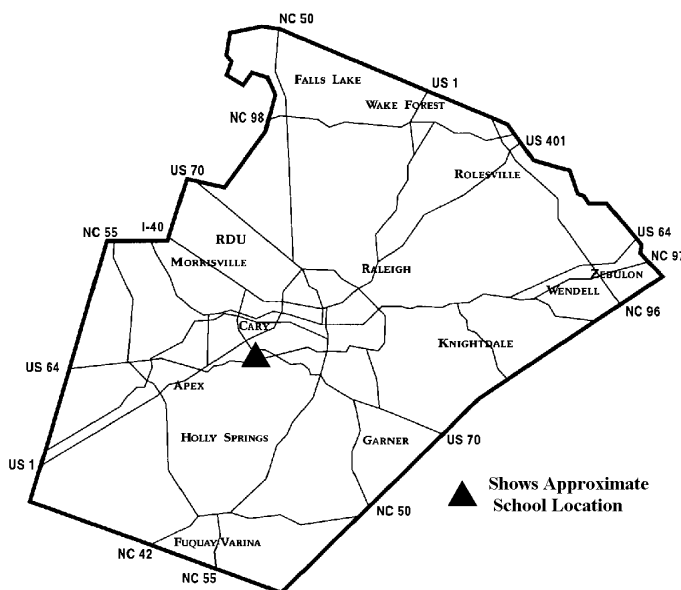 NC 50
FALLS LAKE
US 1
WAKE FOREST
NC 98
US 401
US 70
ROLESVILLE
I-40
NC 55
RDU
US 64
MORRISVILLE
RALEIGH
NC 97
ZEBULON
WENDELL
NC 96
CARY
KNIGHTDALE
US 64
APEX
HOLLY SPRINGS
GARNER
US 70
US 1
Shows Approximate
School Location
NC 50
FUQUAY-VARINA
NC 42
NC 55